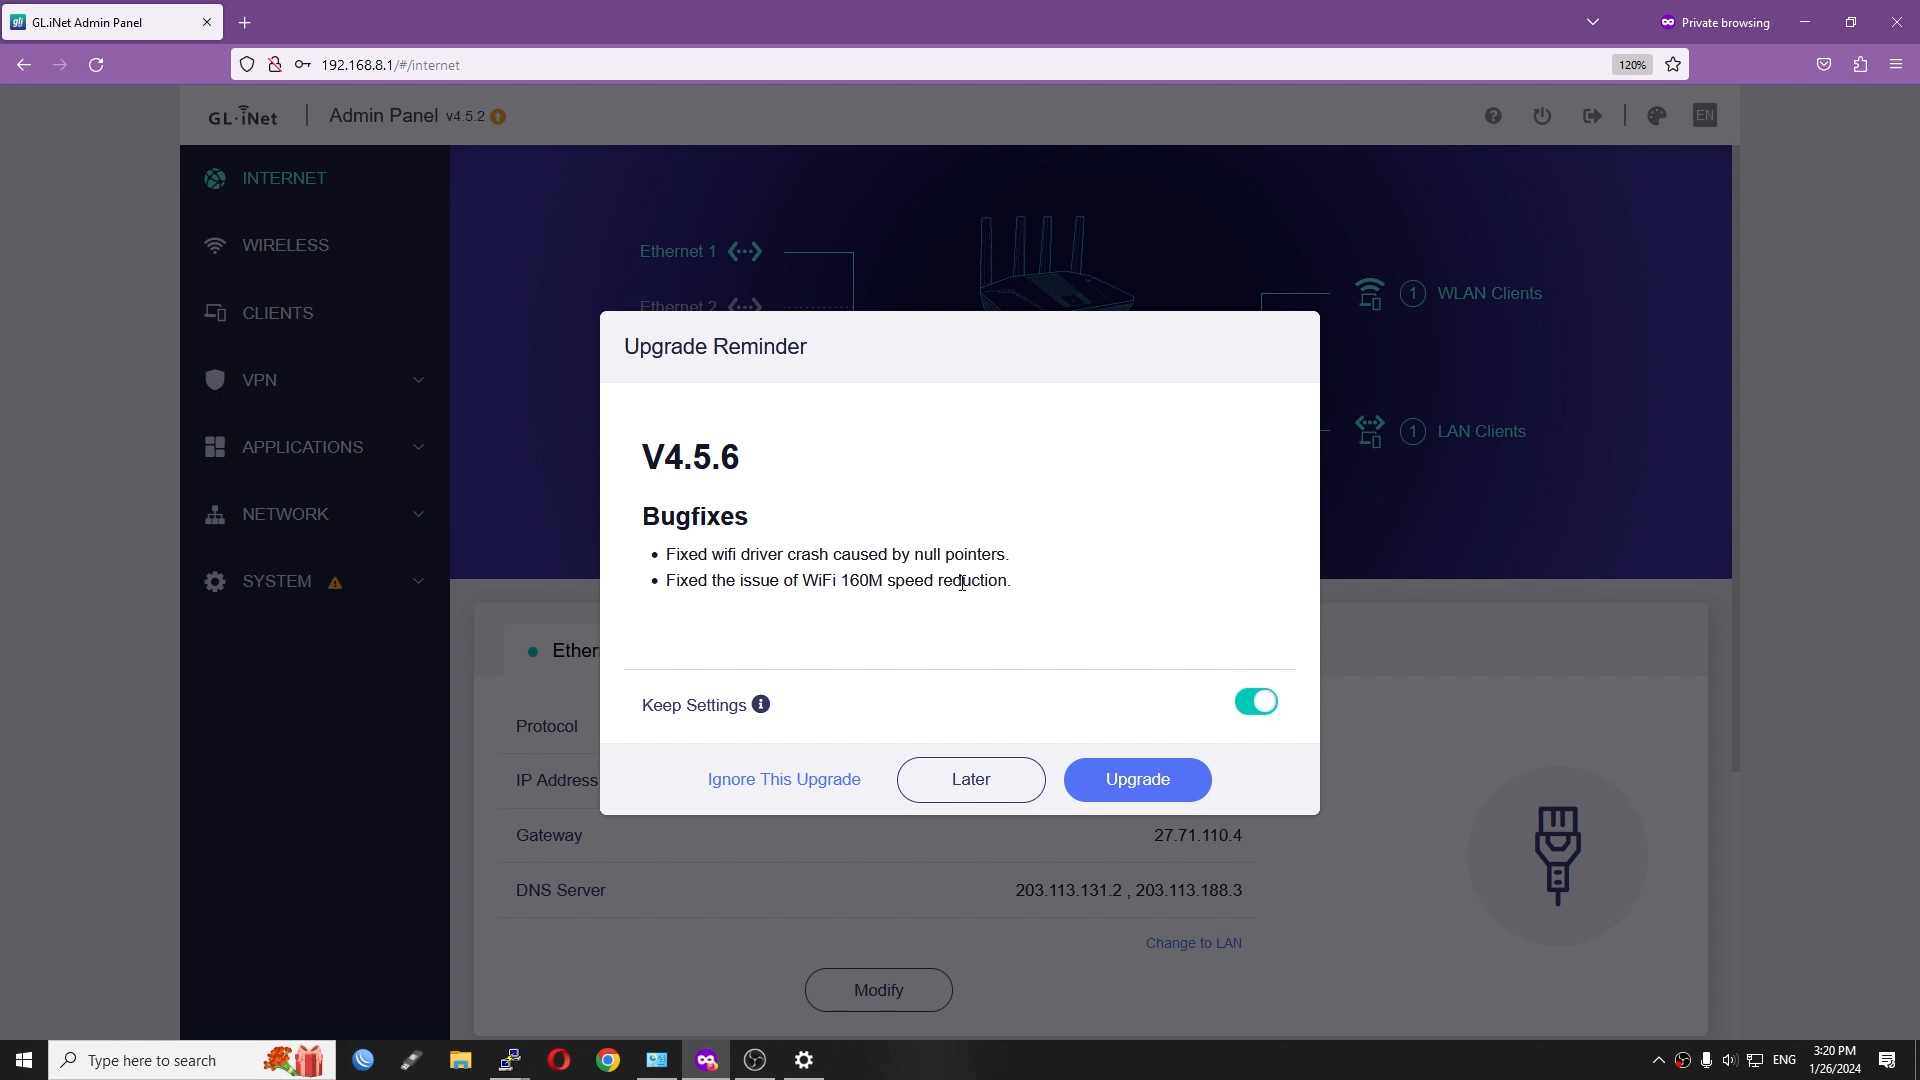 gli GL.iNet Admin Panel
Private browsing
192.168.8.1/#/internet
120%
GL·iNet
Admin Panel v4.5.2
EN
INTERNET
WIRELESS
CLIENTS
VPN
APPLICATIONS
NETWORK
SYSTEM
Ethernet 1
Ethernet 2
1 WLAN Clients
1 LAN Clients
Upgrade Reminder
V4.5.6
Bugfixes
• Fixed wifi driver crash caused by null pointers.
• Fixed the issue of WiFi 160M speed reduction.
Keep Settings
Ignore This Upgrade
Later
Upgrade
Ether
Protocol
IP Address
Gateway
27.71.110.4
DNS Server
203.113.131.2 , 203.113.188.3
Change to LAN
Modify
Type here to search
ENG
3:20 PM
1/26/2024